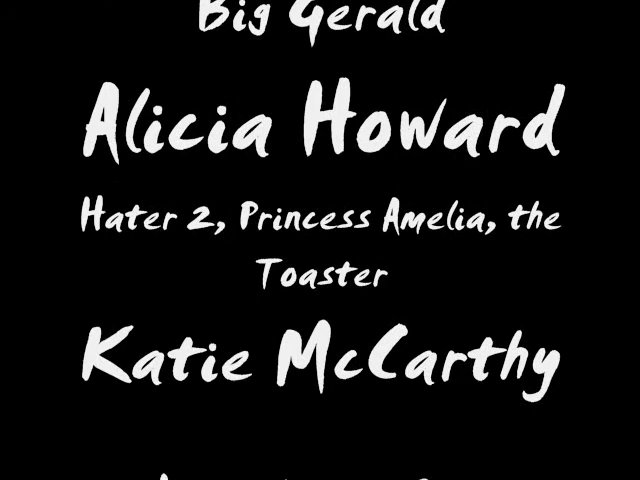 Big Gerald
Alicia Howard
Hater 2, Princess Amelia, the
Toaster
Katie McCarthy